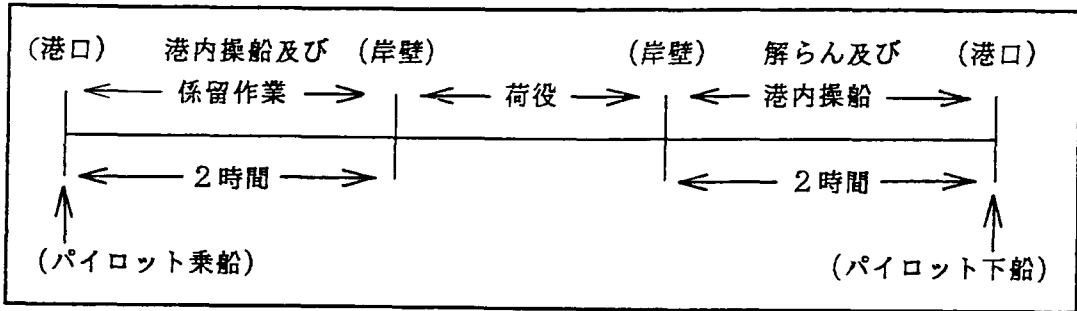 (港口) 港内操船及び (岸壁) (岸壁) 解らん及び (港口)
係留作業 荷役 港内操船
2時間 2時間
(パイロット乗船) (パイロット下船)